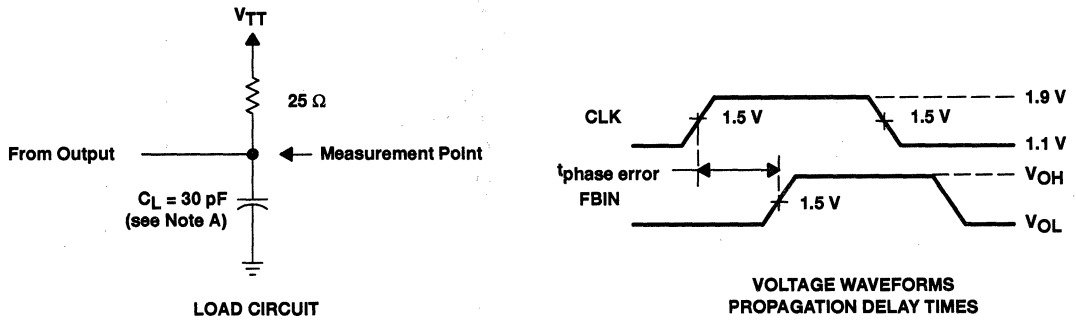 VTT
25 Ω
From Output
Measurement Point
CL = 30 pF
(see Note A)
LOAD CIRCUIT
CLK
1.5 V
1.5 V
1.9 V
1.1 V
tphase error
FBIN
1.5 V
VOH
VOL
VOLTAGE WAVEFORMS
PROPAGATION DELAY TIMES